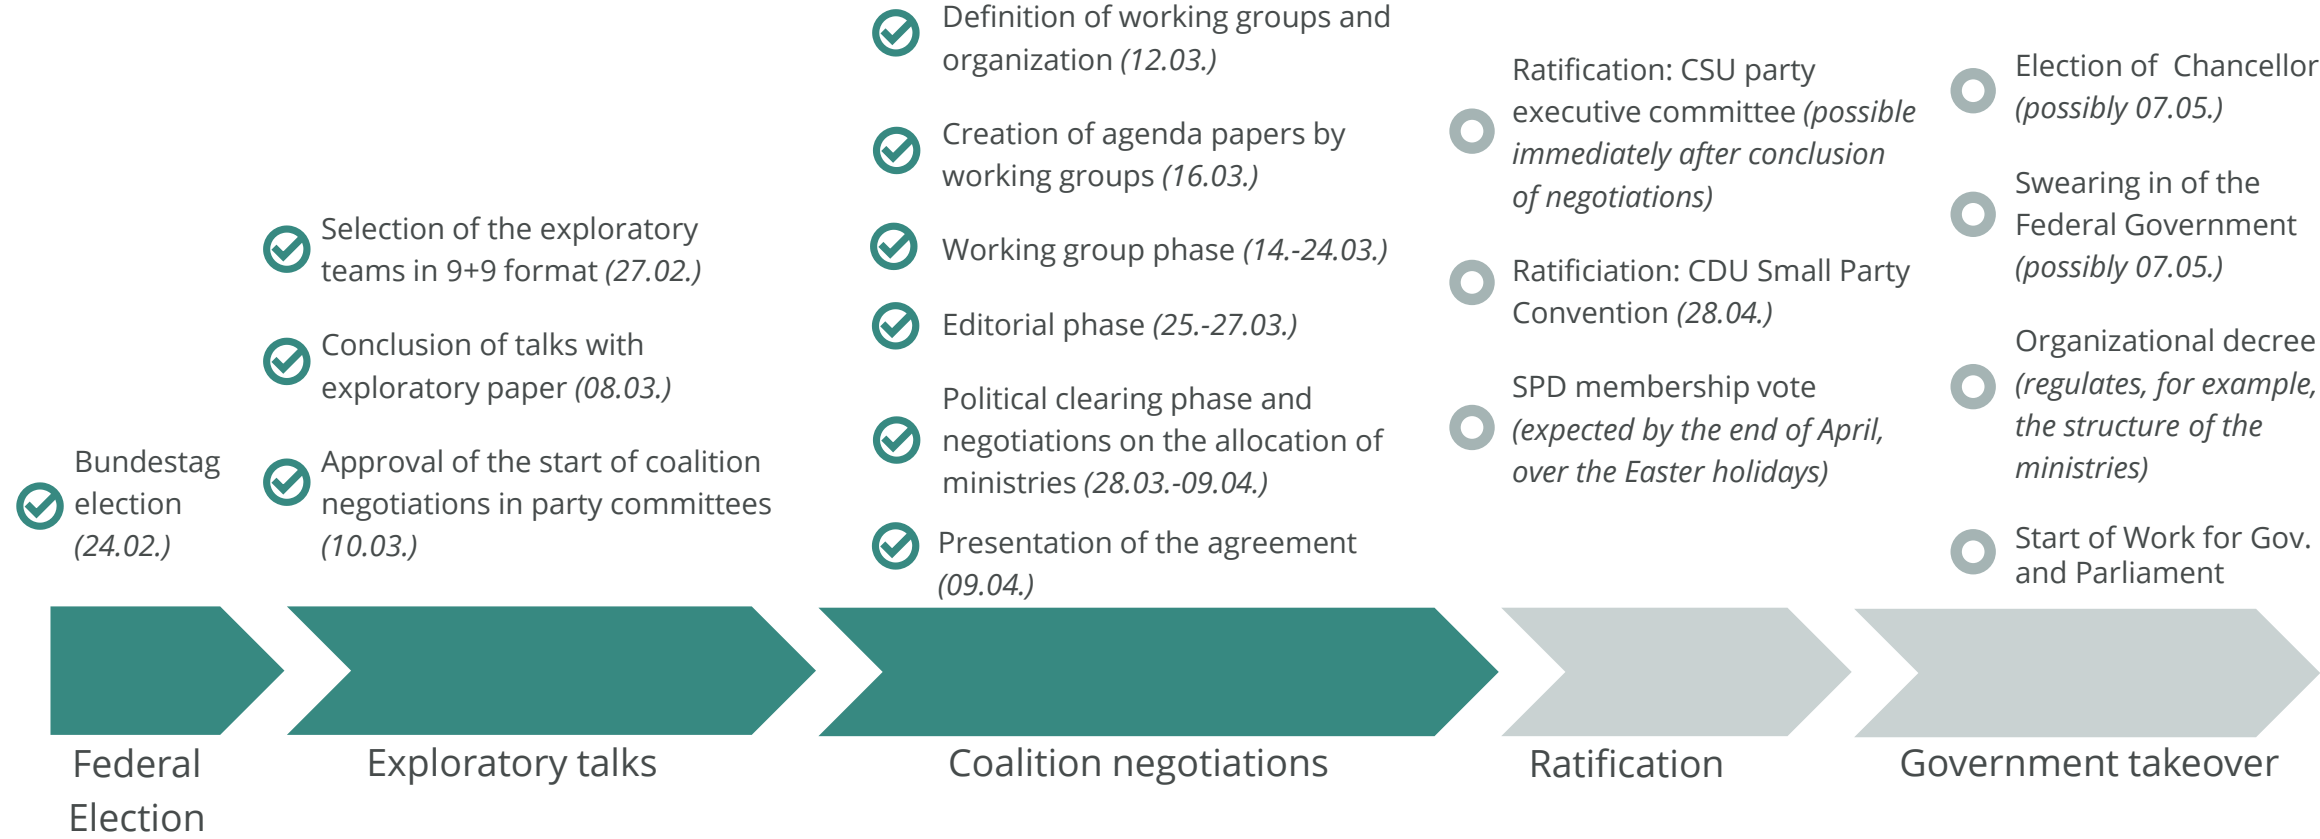 Bundestag
election
(24.02.)
Selection of the exploratory
teams in 9+9 format (27.02.)
Conclusion of talks with
exploratory paper (08.03.)
Approval of the start of coalition
negotiations in party committees
(10.03.)
Definition of working groups and
organization (12.03.)
Creation of agenda papers by
working groups (16.03.)
Working group phase (14.-24.03.)
Editorial phase (25.-27.03.)
Political clearing phase and
negotiations on the allocation of
ministries (28.03.-09.04.)
Presentation of the agreement
(09.04.)
Ratification: CSU party
executive committee (possible
immediately after conclusion
of negotiations)
Ratificiation: CDU Small Party
Convention (28.04.)
SPD membership vote
(expected by the end of April,
over the Easter holidays)
Election of  Chancellor
(possibly 07.05.)
Swearing in of the
Federal Government
(possibly 07.05.)
Organizational decree
(regulates, for example,
the structure of the
ministries)
Start of Work for Gov.
and Parliament
Federal
Election
Exploratory talks
Coalition negotiations
Ratification
Government takeover